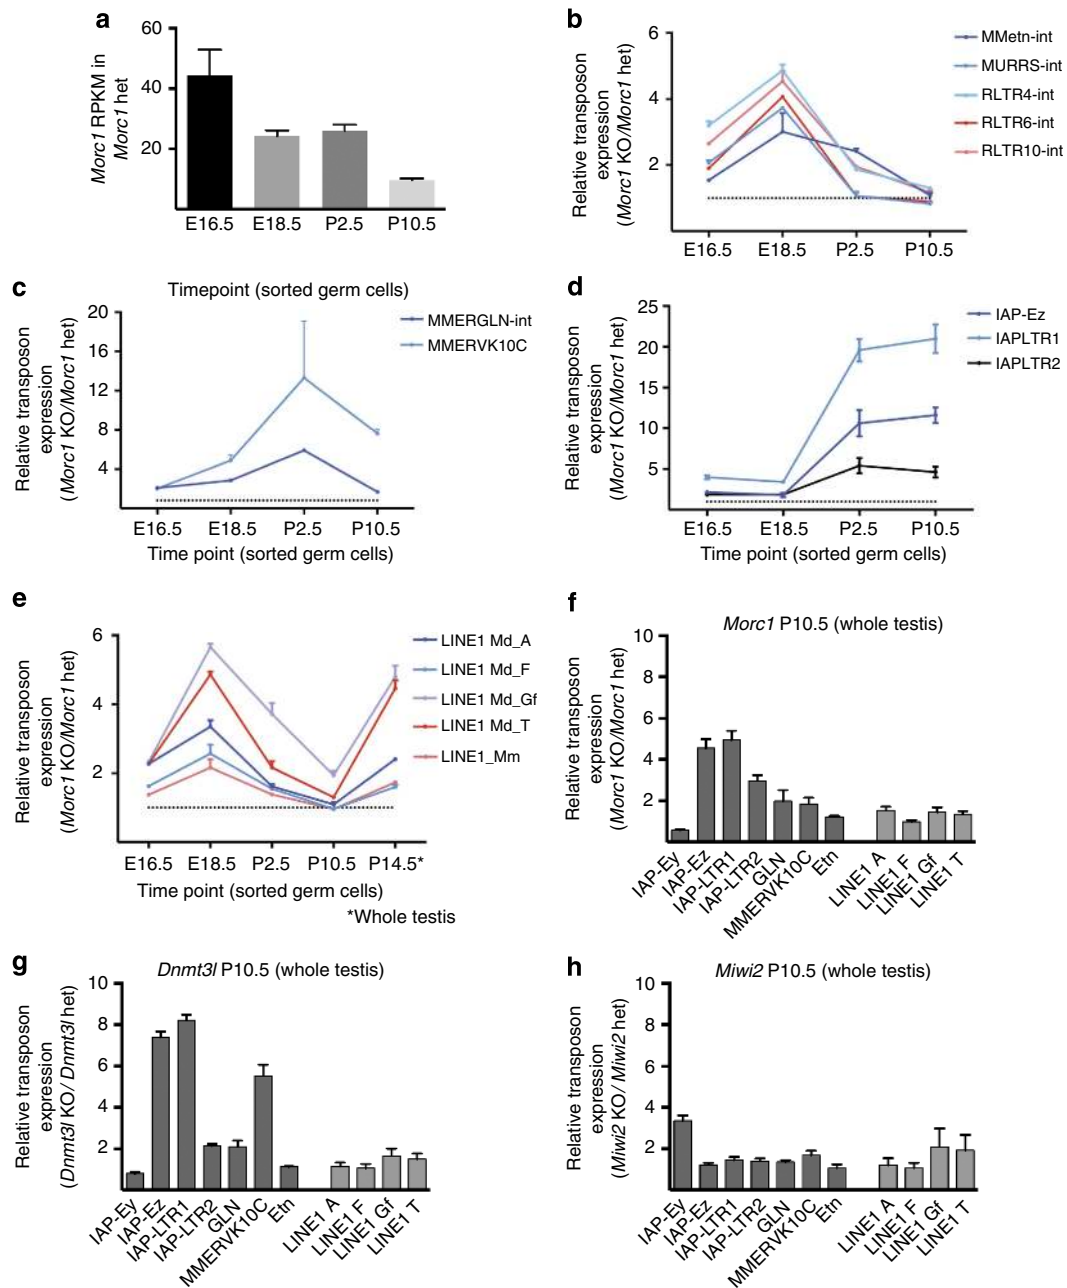 a
60
40
20
Morc1 RPKM in
Morc1 het
E16.5 E18.5 P2.5 P10.5
b
6
4
2
Relative transposon
expression
(Morc1 KO/Morc1 het)
E16.5 E18.5 P2.5 P10.5
MMetn-int
MURRS-int
RLTR4-int
RLTR6-int
RLTR10-int
c
Timepoint (sorted germ cells)
20
16
12
8
4
Relative transposon
expression
(Morc1 KO/Morc1 het)
MMERGLN-int
MMERVK10C
E16.5 E18.5 P2.5 P10.5
Time point (sorted germ cells)
d
25
20
15
10
5
Relative transposon
expression
(Morc1 KO/Morc1 het)
IAP-Ez
IAPLTR1
IAPLTR2
E16.5 E18.5 P2.5 P10.5
Time point (sorted germ cells)
e
6
4
2
Relative transposon
expression
(Morc1 KO/Morc1 het)
LINE1 Md_A
LINE1 Md_F
LINE1 Md_Gf
LINE1 Md_T
LINE1_Mm
E16.5 E18.5 P2.5 P10.5 P14.5*
Time point (sorted germ cells)
*Whole testis
f
Morc1 P10.5 (whole testis)
10
8
6
4
2
Relative transposon
expression
(Morc1 KO/Morc1 het)
IAP-Ey
IAP-Ez
IAP-LTR1
IAP-LTR2
GLN
MMERVK10C
Etn
LINE1 A
LINE1 F
LINE1 Gf
LINE1 T
g
Dnmt3l P10.5 (whole testis)
10
8
6
4
2
Relative transposon
expression
(Dnmt3l KO/ Dnmt3l het)
IAP-Ey
IAP-Ez
IAP-LTR1
IAP-LTR2
GLN
MMERVK10C
Etn
LINE1 A
LINE1 F
LINE1 Gf
LINE1 T
h
Miwi2 P10.5 (whole testis)
10
8
6
4
2
Relative transposon
expression
(Miwi2 KO/ Miwi2 het)
IAP-Ey
IAP-Ez
IAP-LTR1
IAP-LTR2
GLN
MMERVK10C
Etn
LINE1 A
LINE1 F
LINE1 Gf
LINE1 T